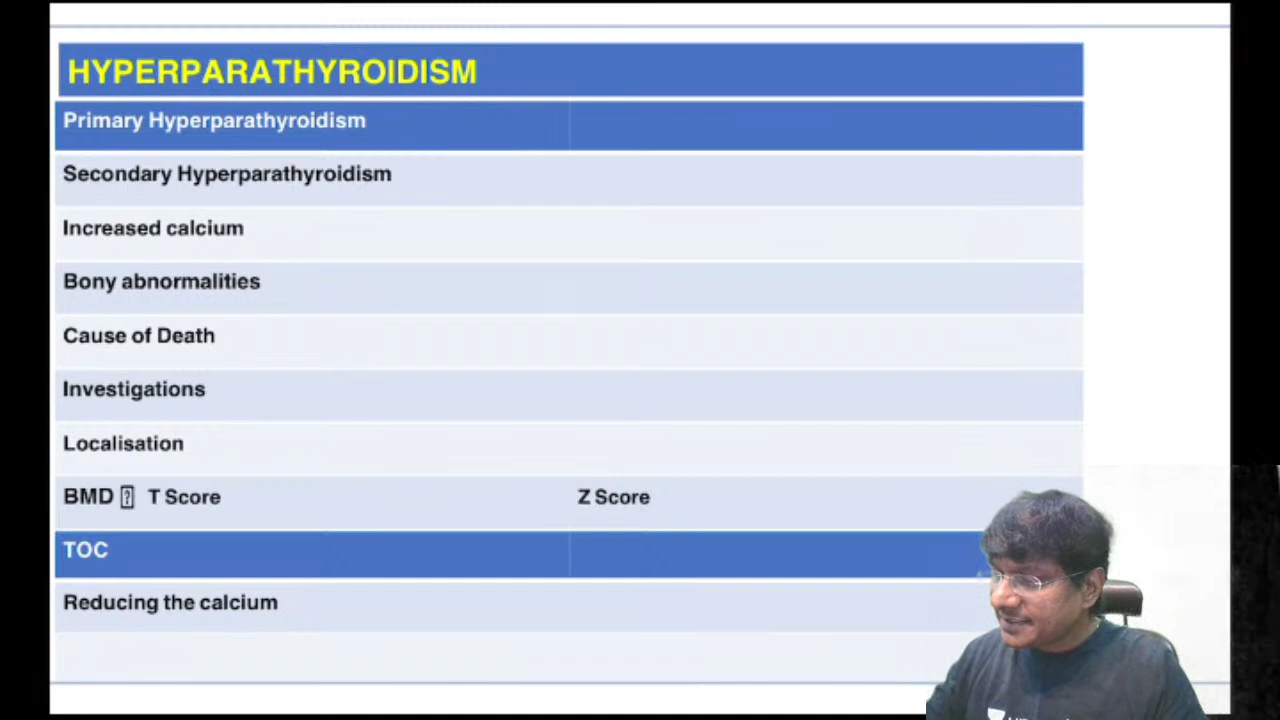 HYPERPARATHYROIDISM
Primary Hyperparathyroidism
Secondary Hyperparathyroidism
Increased calcium
Bony abnormalities
Cause of Death
Investigations
Localisation
BMD T Score Z Score
TOC
Reducing the calcium